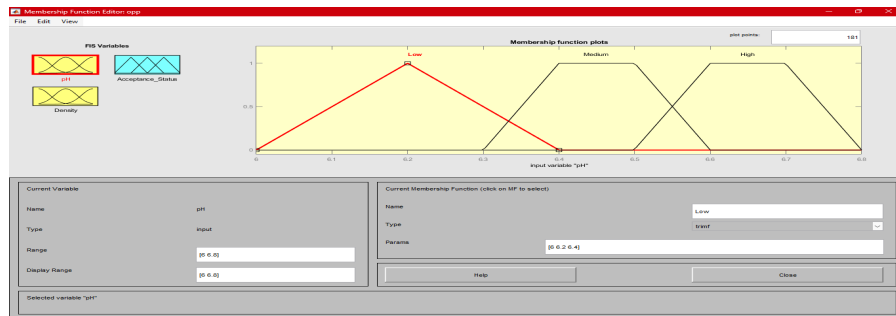 Membership Function Editor: opp
File Edit View
FIS Variables
pH
Acceptance_Status
Density
Membership function plots
plot points:
181
Low
Medium
High
1
0.5
0
6 6.1 6.2 6.3 6.4 6.5 6.6 6.7 6.8
input variable "pH"
Current Variable
Name pH
Type input
Range [6 6.8]
Display Range [6 6.8]
Current Membership Function (click on MF to select)
Name Low
Type trimf
Params [6 6.2 6.4]
Help
Close
Selected variable "pH"